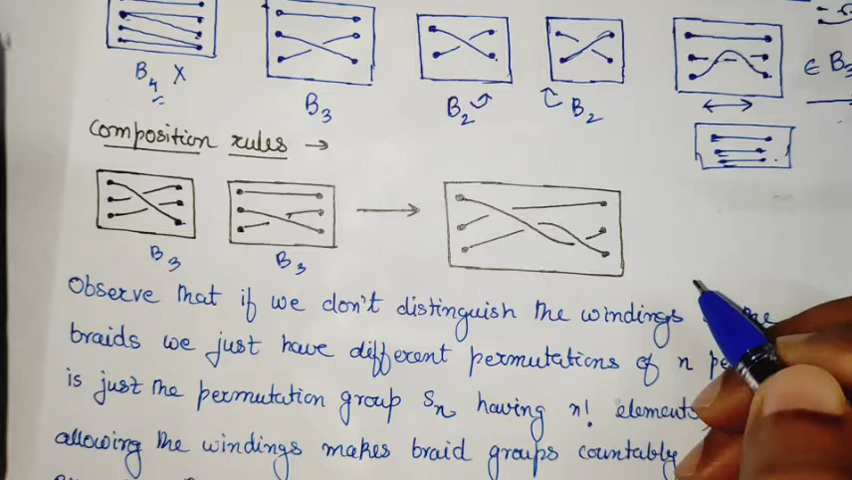 B₄ X
B₃
B₂
B₂
∈ B₃
Composition rules →
B₃
B₃
Observe that if we don't distinguish the windings the
braids we just have different permutations of n
is just the permutation group Sₙ having n! elements
allowing the windings makes braid groups countably